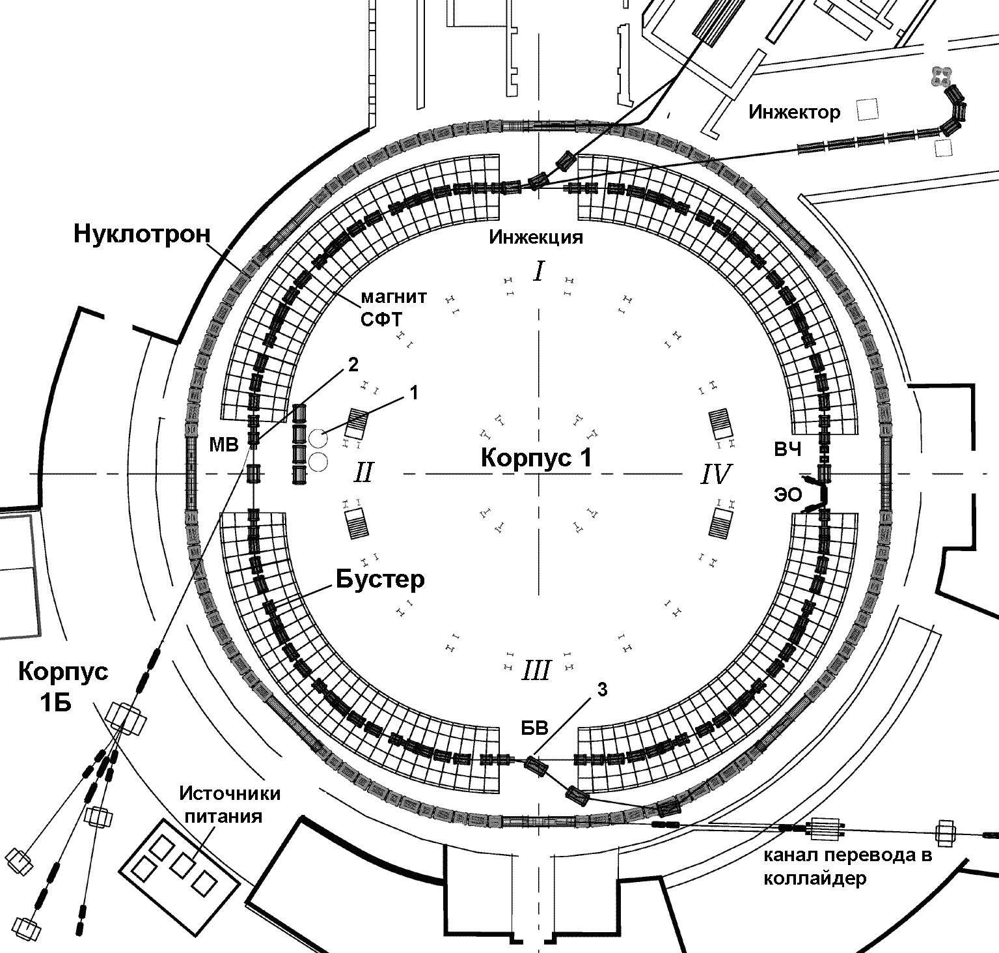 Инжектор
Нуклотрон
Инжекция
I
магнит
СФТ
2
1
МВ
II
Корпус 1
IV
ВЧ
ЭО
Бустер
III
Корпус
1Б
3
БВ
Источники
питания
канал перевода в
коллайдер